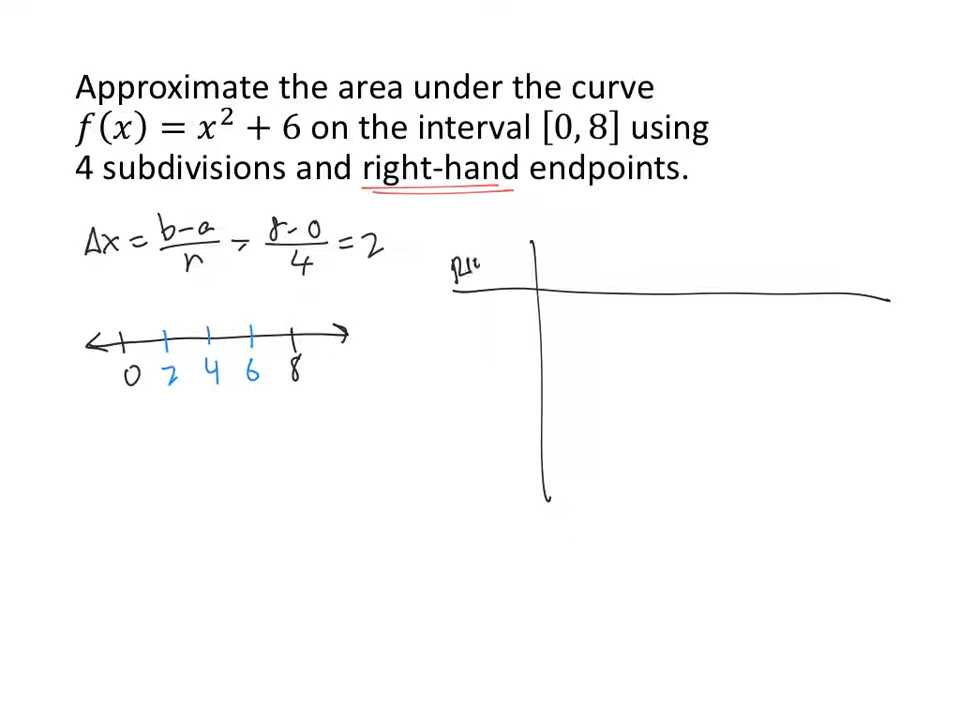 Approximate the area under the curve
f(x) = x² + 6 on the interval [0, 8] using
4 subdivisions and right-hand endpoints.
Δx = (b-a)/n = (8-0)/4 = 2
0 2 4 6 8